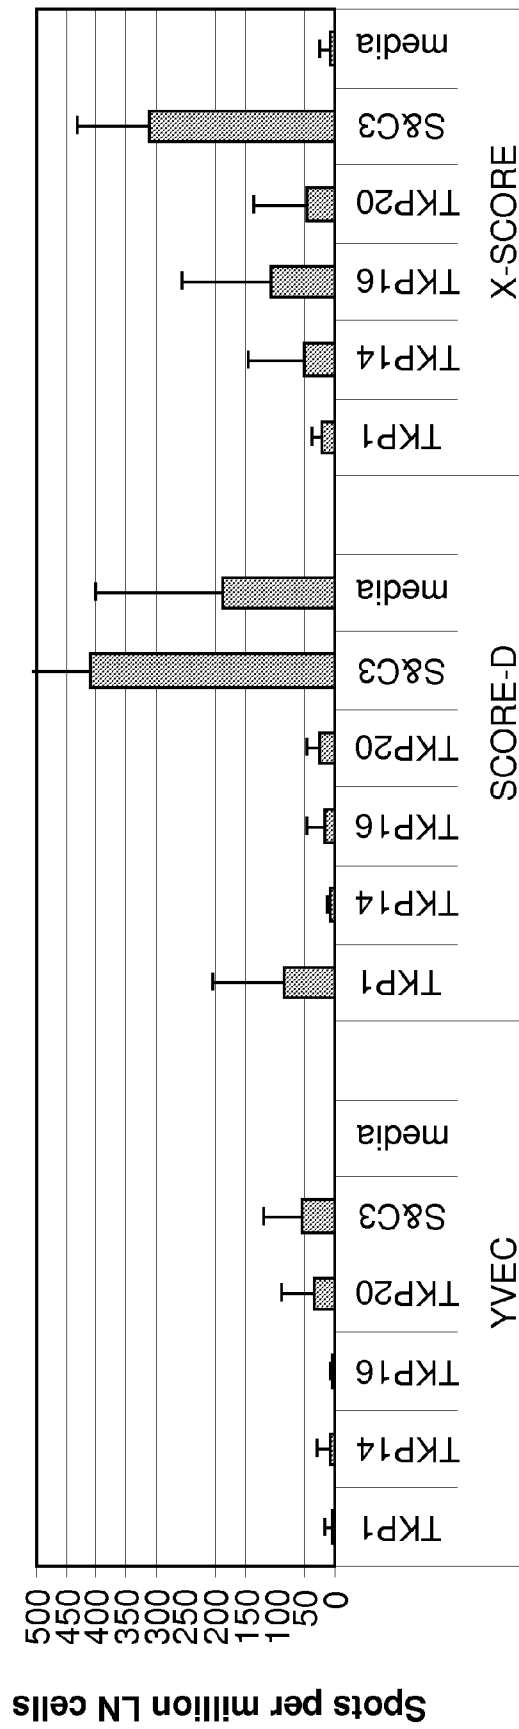 Spots per million LN cells
500
450
400
350
300
250
200
150
100
50
0
TKP1
TKP14
TKP16
TKP20
S&C3
media
TKP1
TKP14
TKP16
TKP20
S&C3
media
TKP1
TKP14
TKP16
TKP20
S&C3
media
YVEC
SCORE-D
X-SCORE